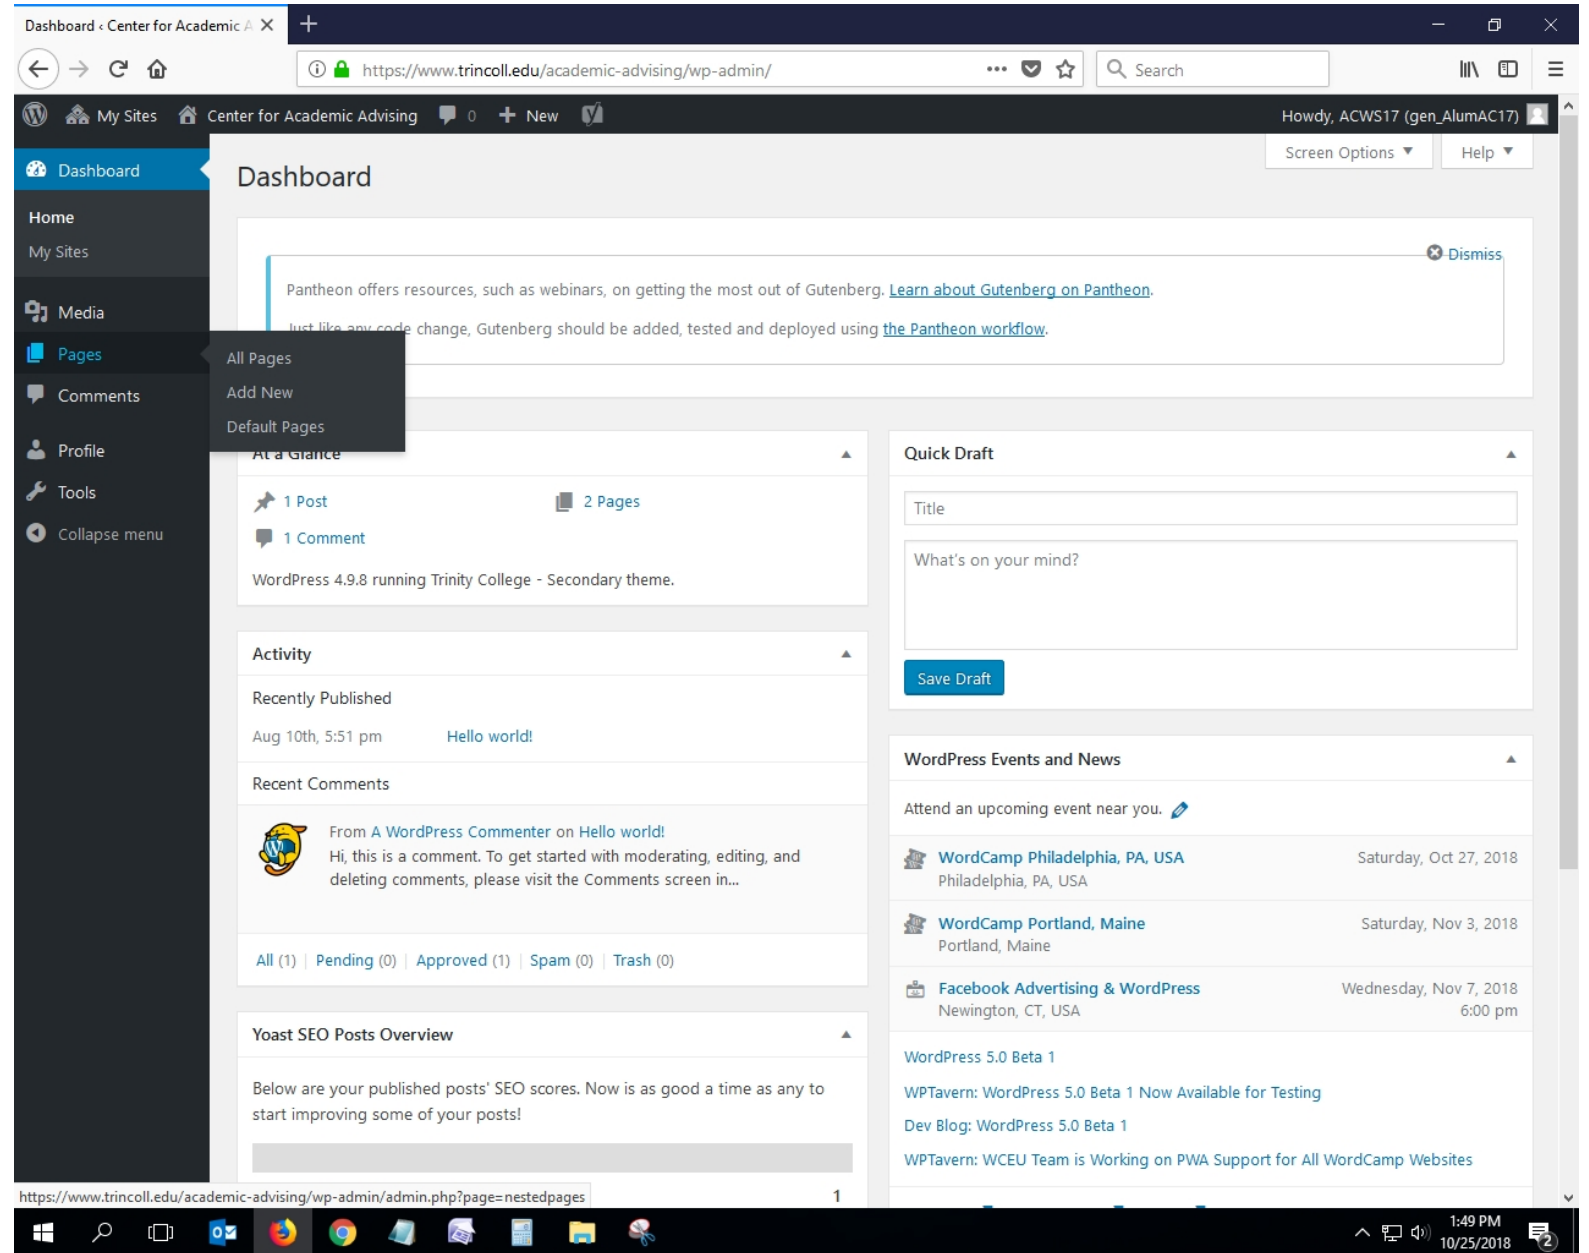 Dashboard ‹ Center for Academic A
https://www.trincoll.edu/academic-advising/wp-admin/
Search
My Sites
Center for Academic Advising
0
New
Howdy, ACWS17 (gen_AlumAC17)
Screen Options
Help
Dashboard
Home
My Sites
Media
Pages
Comments
Profile
Tools
Collapse menu
All Pages
Add New
Default Pages
Dashboard
Dismiss
Pantheon offers resources, such as webinars, on getting the most out of Gutenberg. Learn about Gutenberg on Pantheon.
Just like any code change, Gutenberg should be added, tested and deployed using the Pantheon workflow.
At a Glance
1 Post
2 Pages
1 Comment
WordPress 4.9.8 running Trinity College - Secondary theme.
Activity
Recently Published
Aug 10th, 5:51 pm
Hello world!
Recent Comments
From A WordPress Commenter on Hello world!
Hi, this is a comment. To get started with moderating, editing, and
deleting comments, please visit the Comments screen in...
All (1) | Pending (0) | Approved (1) | Spam (0) | Trash (0)
Yoast SEO Posts Overview
Below are your published posts' SEO scores. Now is as good a time as any to
start improving some of your posts!
1
Quick Draft
Title
What's on your mind?
Save Draft
WordPress Events and News
Attend an upcoming event near you.
WordCamp Philadelphia, PA, USA
Saturday, Oct 27, 2018
Philadelphia, PA, USA
WordCamp Portland, Maine
Saturday, Nov 3, 2018
Portland, Maine
Facebook Advertising & WordPress
Wednesday, Nov 7, 2018
Newington, CT, USA
6:00 pm
WordPress 5.0 Beta 1
WPTavern: WordPress 5.0 Beta 1 Now Available for Testing
Dev Blog: WordPress 5.0 Beta 1
WPTavern: WCEU Team is Working on PWA Support for All WordCamp Websites
https://www.trincoll.edu/academic-advising/wp-admin/admin.php?page=nestedpages
1:49 PM
10/25/2018
2